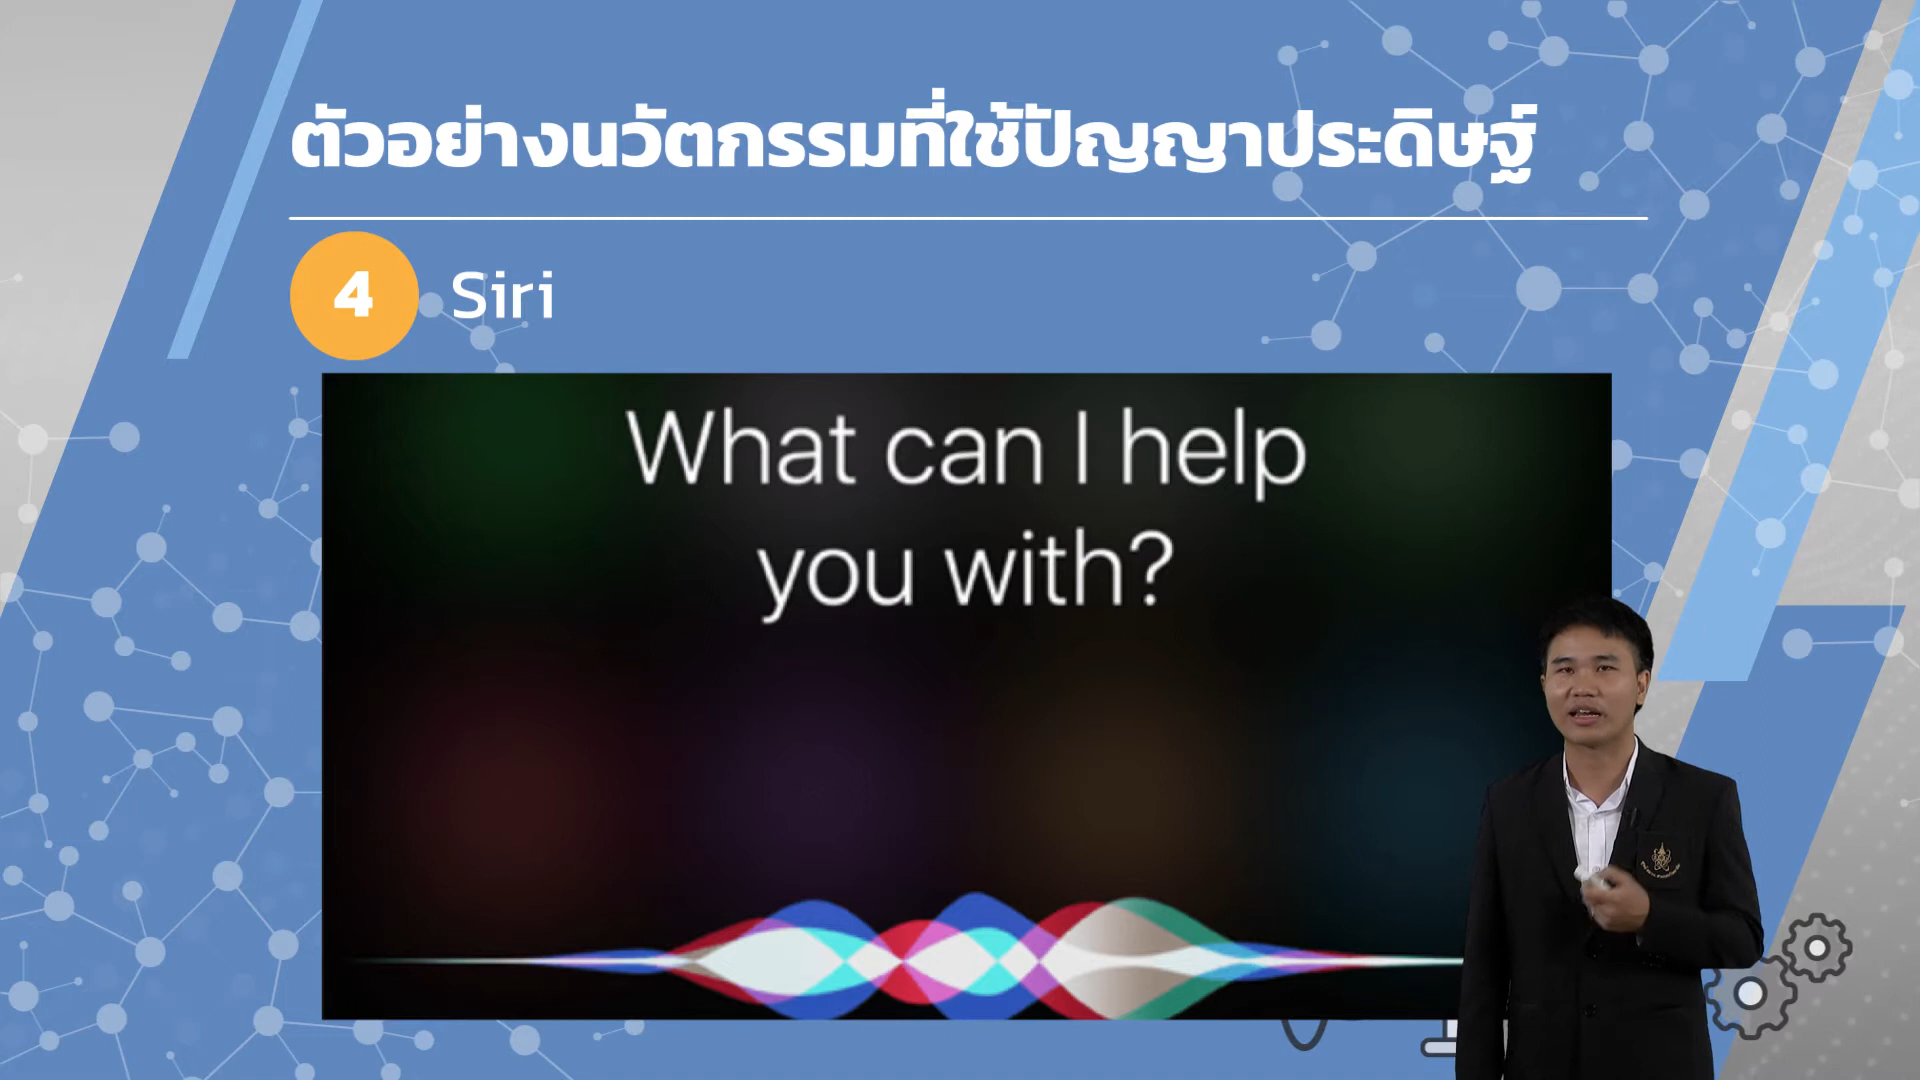 ตัวอย่างนวัตกรรมที่ใช้ปัญญาประดิษฐ์
4 Siri
What can I help
you with?